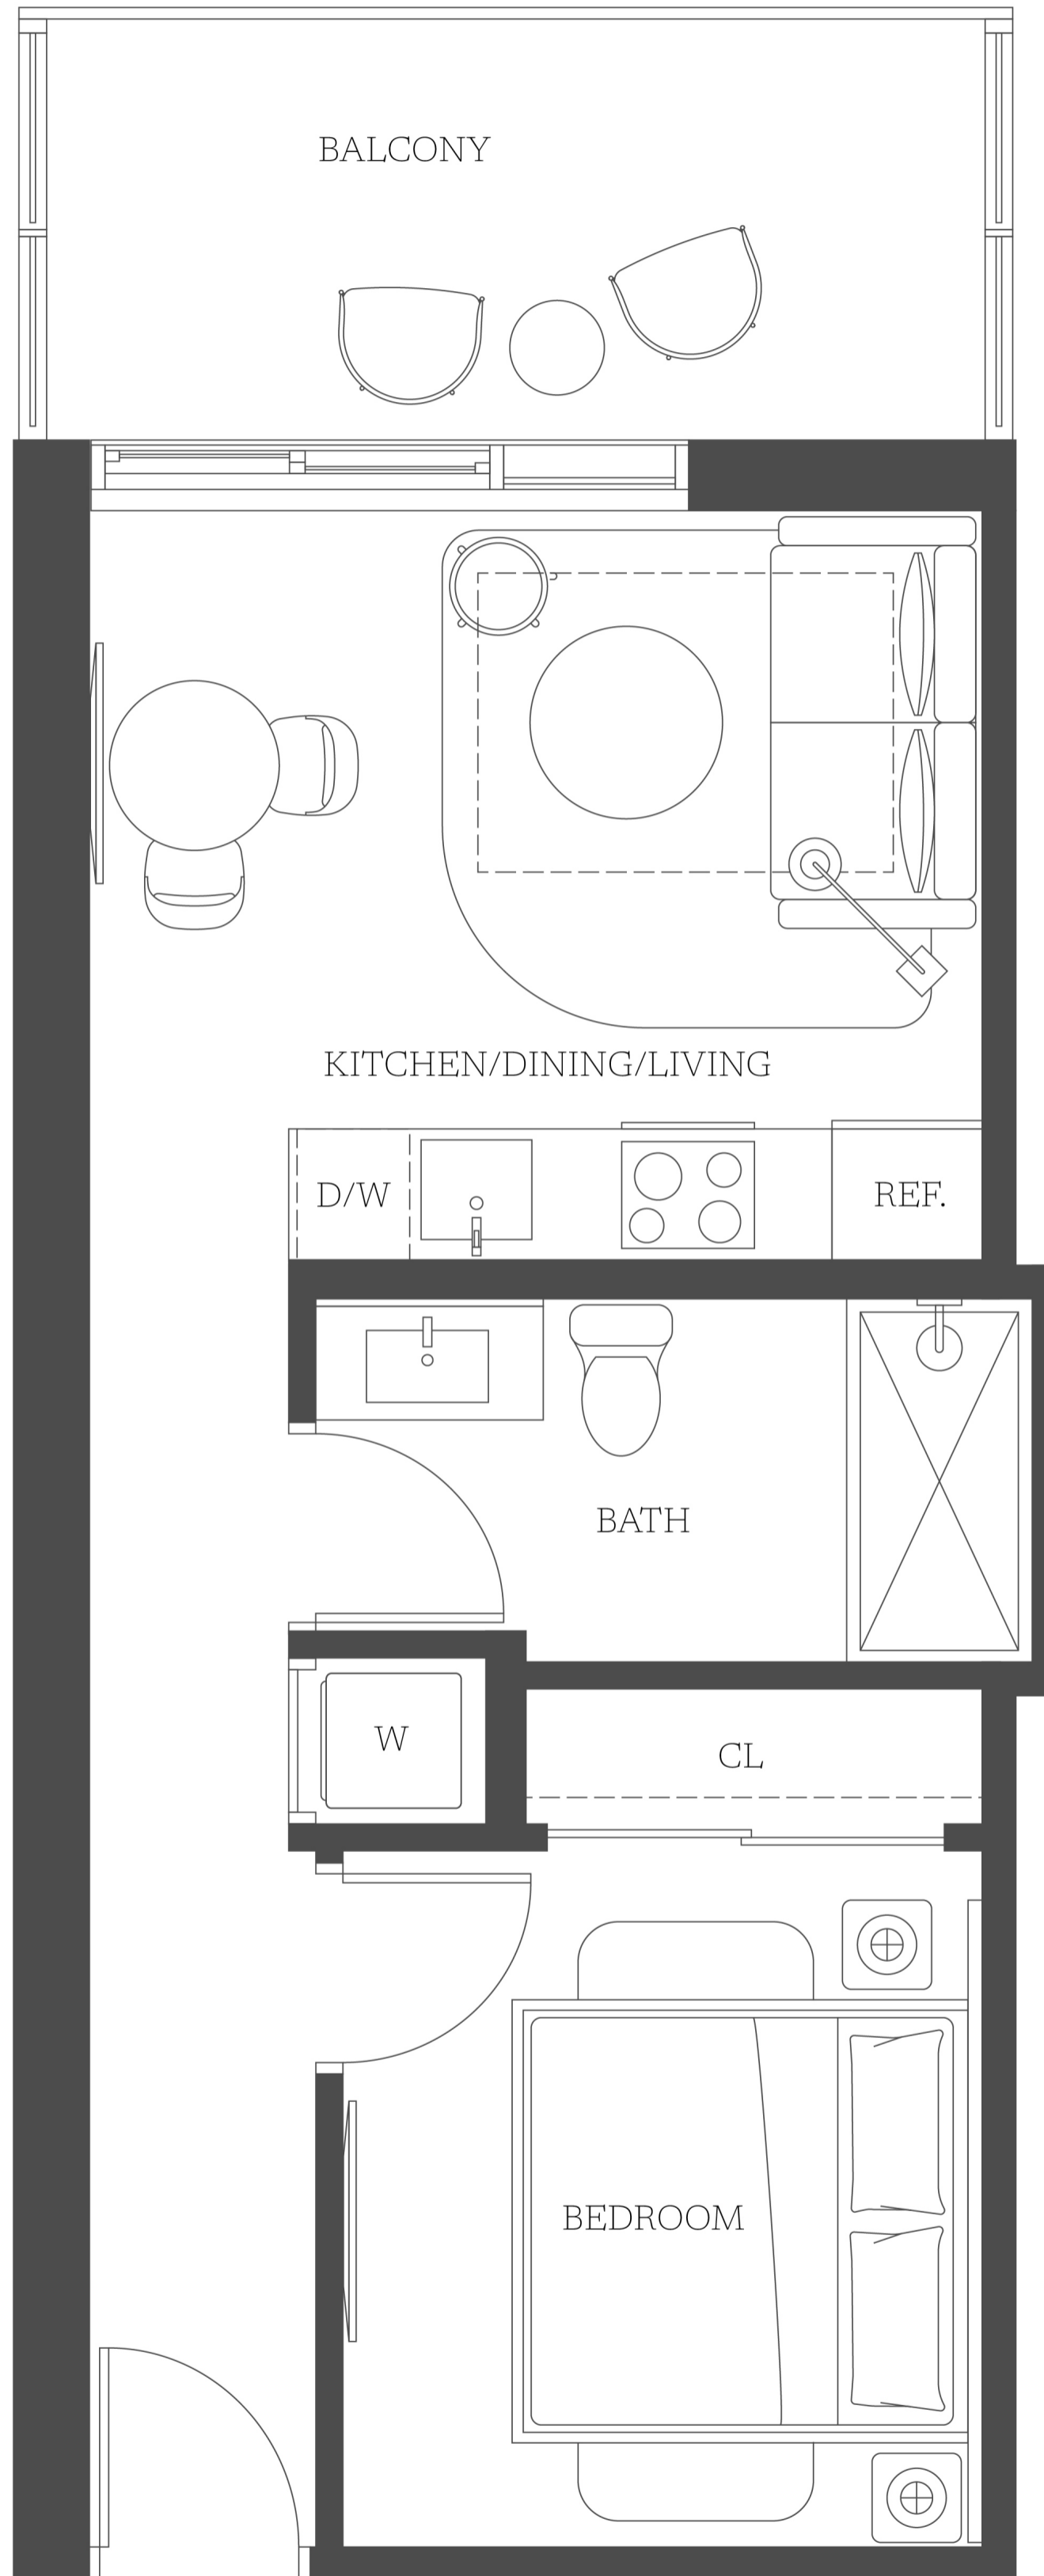 BALCONY
KITCHEN/DINING/LIVING
D/W
REF.
BATH
W
CL
BEDROOM